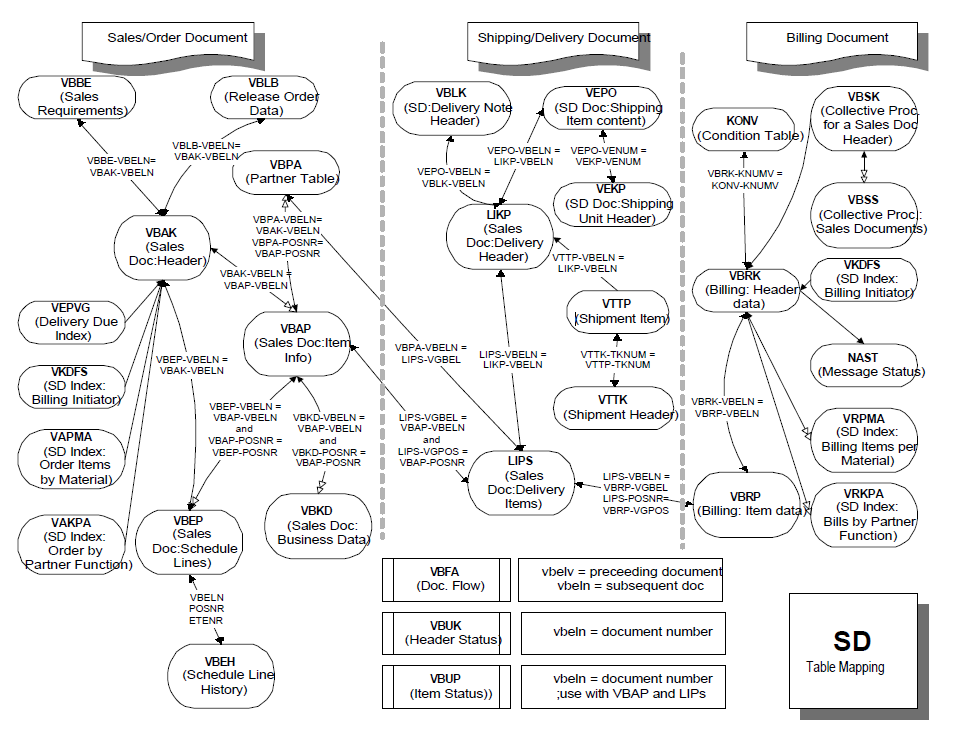 Sales/Order Document
Shipping/Delivery Document
Billing Document
VBBE
(Sales
Requirements)
VBLB
(Release Order
Data)
VBBE-VBELN=
VBAK-VBELN
VBLB-VBELN=
VBAK-VBELN
VBPA
(Partner Table)
VBPA-VBELN=
VBAK-VBELN
VBPA-POSNR=
VBAP-POSNR
VBAK
(Sales
Doc:Header)
VBAK-VBELN =
VBAP-VBELN
VEPVG
(Delivery Due
Index)
VBAP
(Sales Doc:Item
Info)
VBEP-VBELN =
VBAK-VBELN
VKDFS
(SD Index:
Billing Initiator)
VBEP-VBELN =
VBAP-VBELN
and
VBAP-POSNR =
VBEP-POSNR
VBKD-VBELN =
VBAP-VBELN
and
VBKD-POSNR =
VBAP-POSNR
VAPMA
(SD Index:
Order Items
by Material)
VAKPA
(SD Index:
Order by
Partner Function)
VBEP
(Sales
Doc:Schedule
Lines)
VBKD
(Sales Doc:
Business Data)
VBELN
POSNR
ETENR
VBEH
(Schedule Line
History)
VBLK
(SD:Delivery Note
Header)
VEPO
(SD Doc:Shipping
Item content)
VEPO-VBELN =
LIKP-VBELN
VEPO-VENUM =
VEKP-VENUM
VEPO-VBELN =
VBLK-VBELN
VEKP
(SD Doc:Shipping
Unit Header)
LIKP
(Sales
Doc:Delivery
Header)
VTTP-VBELN =
LIKP-VBELN
VTTP
(Shipment Item)
VBPA-VBELN =
LIPS-VGBEL
LIPS-VBELN =
LIKP-VBELN
VTTK-TKNUM =
VTTP-TKNUM
VTTK
(Shipment Header)
LIPS-VGBEL =
VBAP-VBELN
and
LIPS-VGPOS =
VBAP-POSNR
LIPS
(Sales
Doc:Delivery
Items)
LIPS-VBELN =
VBRP-VGBEL
LIPS-POSNR=
VBRP-VGPOS
KONV
(Condition Table)
VBSK
(Collective Proc.
for a Sales Doc
Header)
VBRK-KNUMV =
KONV-KNUMV
VBSS
(Collective Proc.:
Sales Documents)
VBRK
(Billing: Header
data)
VKDFS
(SD Index:
Billing Initiator)
NAST
(Message Status)
VBRK-VBELN =
VBRP-VBELN
VRPMA
(SD Index:
Billing Items per
Material)
VBRP
(Billing: Item data)
VRKPA
(SD Index:
Bills by Partner
Function)
VBFA
(Doc. Flow)
vbelv = preceeding document
vbeln = subsequent doc
VBUK
(Header Status)
vbeln = document number
VBUP
(Item Status))
vbeln = document number
;use with VBAP and LIPs
SD
Table Mapping